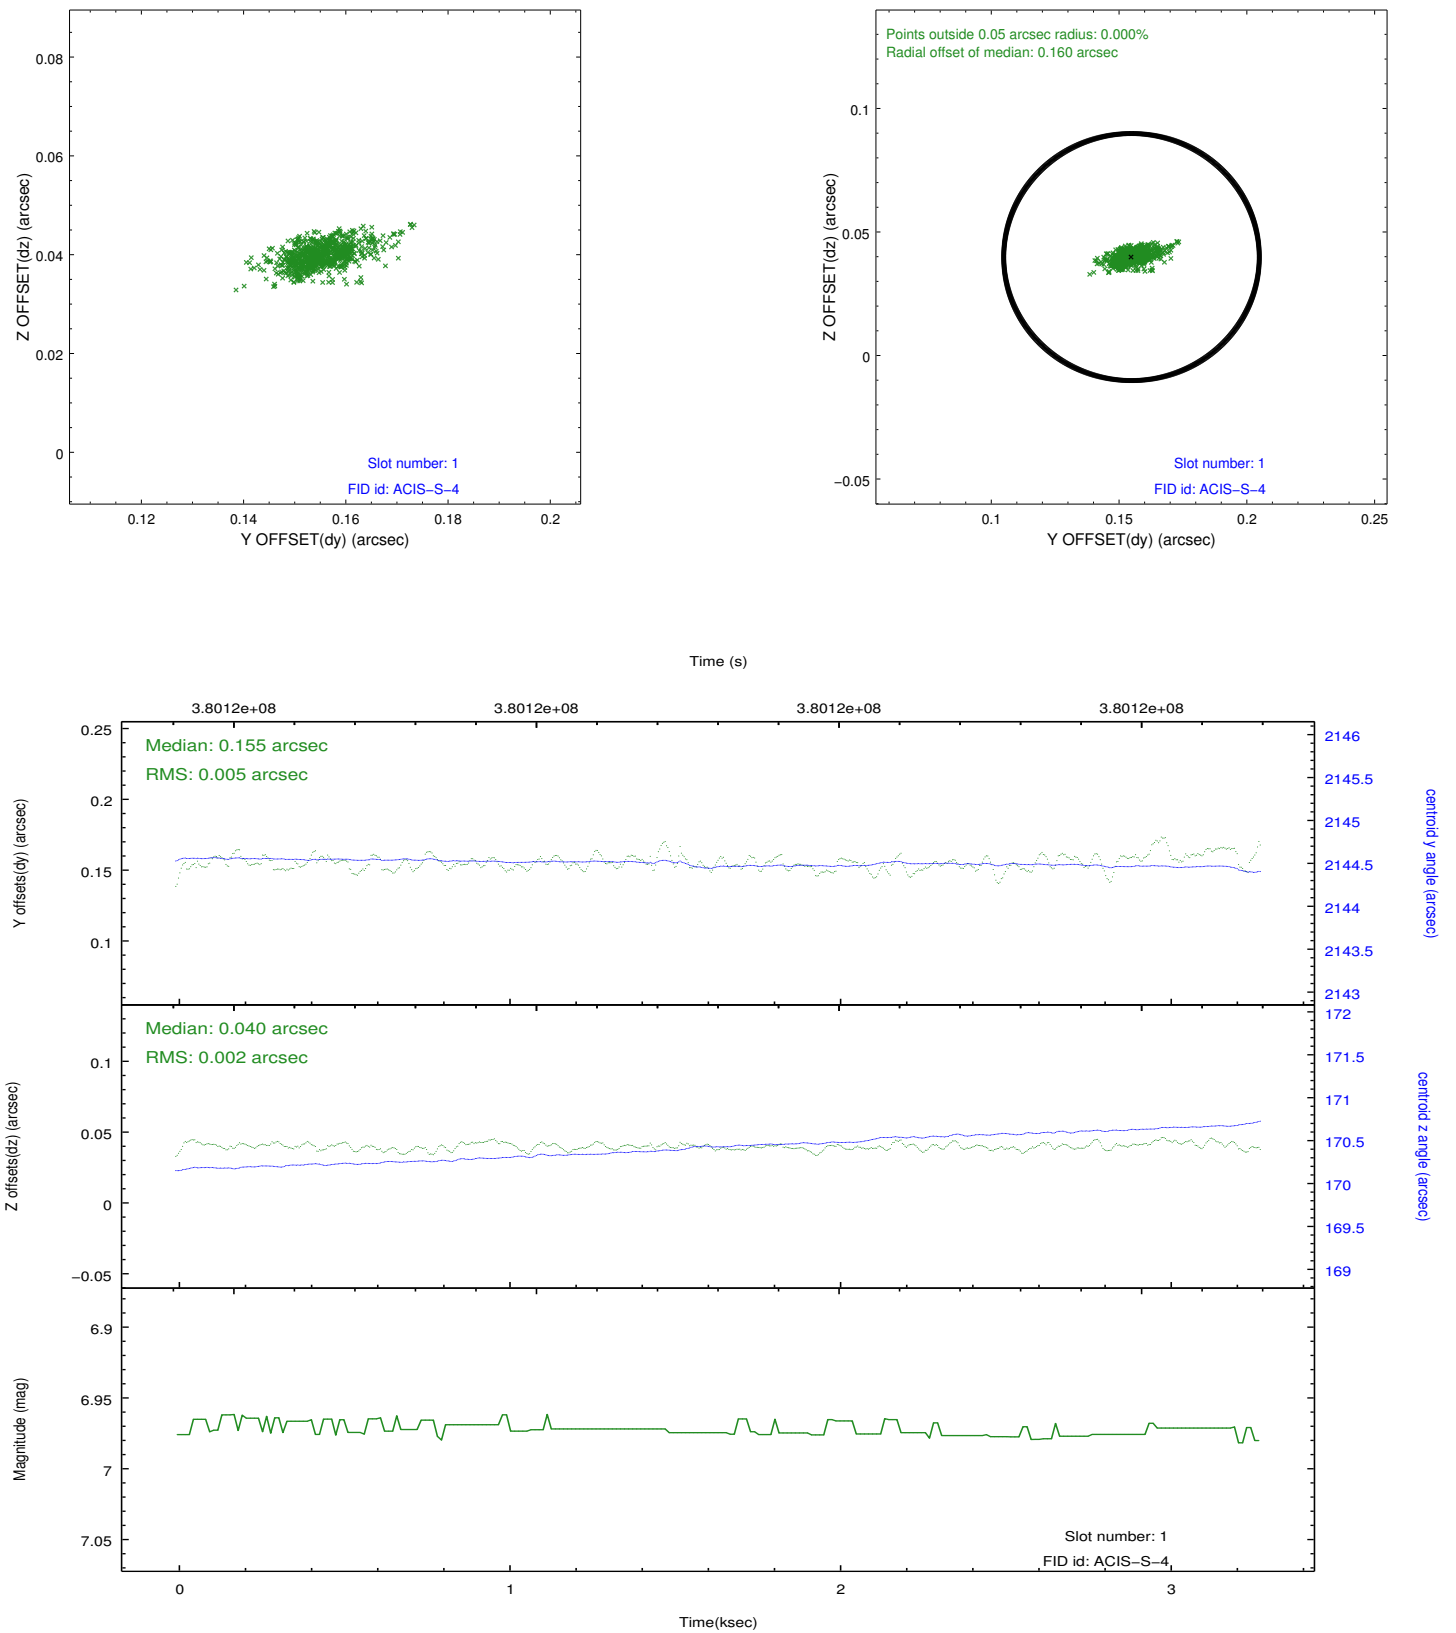 0.08
0.06
0.04
0.02
0
Z OFFSET(dz) (arcsec)
Slot number: 1
FID id: ACIS−S−4
0.12
0.14
0.16
0.18
0.2
Y OFFSET(dy) (arcsec)
Points outside 0.05 arcsec radius: 0.000%
Radial offset of median: 0.160 arcsec
0.1
0.05
0
−0.05
Z OFFSET(dz) (arcsec)
Slot number: 1
FID id: ACIS−S−4
0.1
0.15
0.2
0.25
Y OFFSET(dy) (arcsec)
Time (s)
3.8012e+08
3.8012e+08
3.8012e+08
3.8012e+08
Median: 0.155 arcsec
RMS: 0.005 arcsec
0.25
0.2
0.15
0.1
Y offsets(dy) (arcsec)
2146
2145.5
2145
2144.5
2144
2143.5
2143
centroid y angle (arcsec)
Median: 0.040 arcsec
RMS: 0.002 arcsec
0.1
0.05
0
−0.05
Z offsets(dz) (arcsec)
172
171.5
171
170.5
170
169.5
169
centroid z angle (arcsec)
6.9
6.95
7
7.05
Magnitude (mag)
Slot number: 1
FID id: ACIS−S−4
0
1
2
3
Time(ksec)